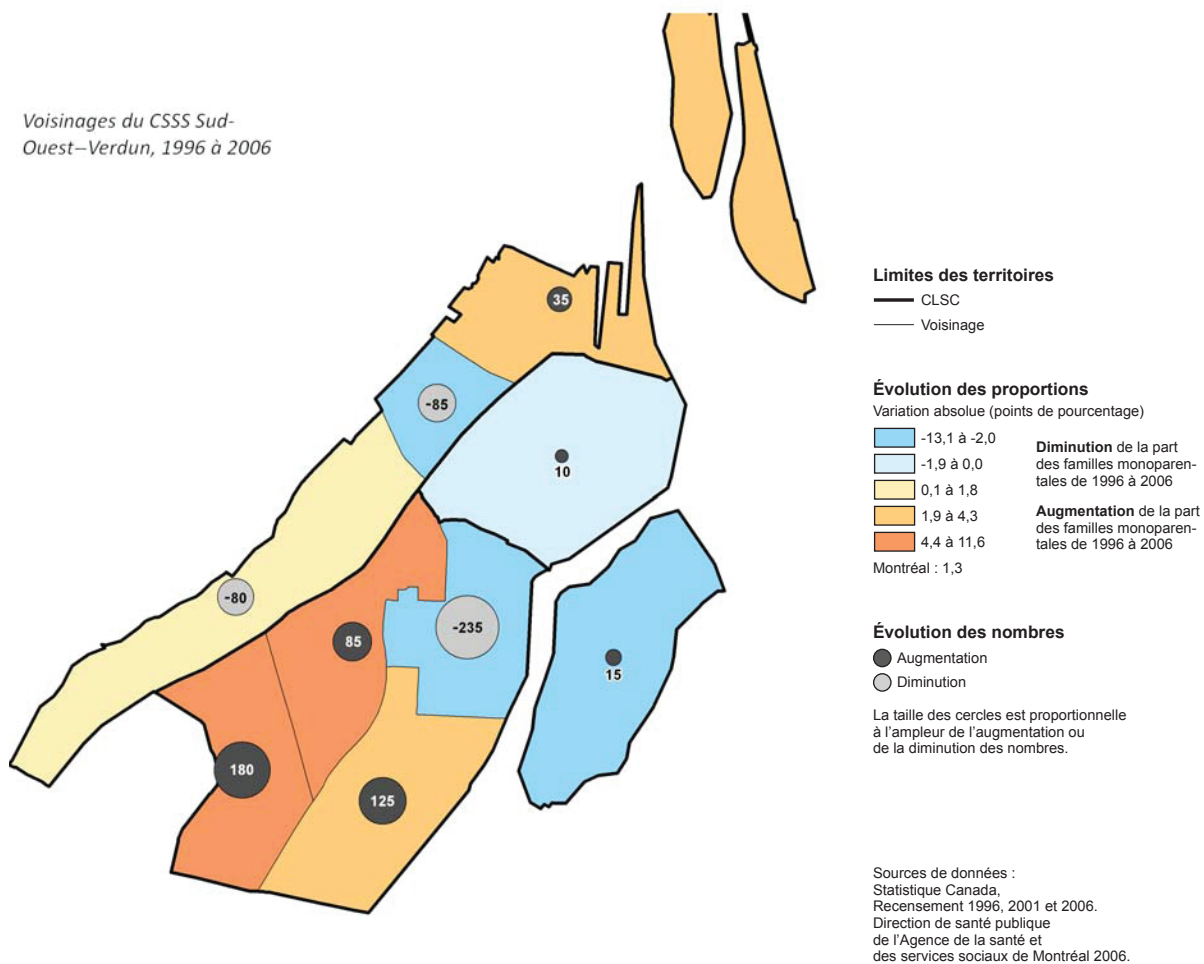 Voisinages du CSSS Sud-
Ouest–Verdun, 1996 à 2006
35
-85
10
-80
85
-235
15
180
125
Limites des territoires
CLSC
Voisinage
Évolution des proportions
Variation absolue (points de pourcentage)
-13,1 à -2,0
-1,9 à 0,0
0,1 à 1,8
1,9 à 4,3
4,4 à 11,6
Diminution de la part
des familles monoparen-
tales de 1996 à 2006
Augmentation de la part
des familles monoparen-
tales de 1996 à 2006
Montréal : 1,3
Évolution des nombres
Augmentation
Diminution
La taille des cercles est proportionnelle
à l'ampleur de l'augmentation ou
de la diminution des nombres.
Sources de données :
Statistique Canada,
Recensement 1996, 2001 et 2006.
Direction de santé publique
de l'Agence de la santé et
des services sociaux de Montréal 2006.